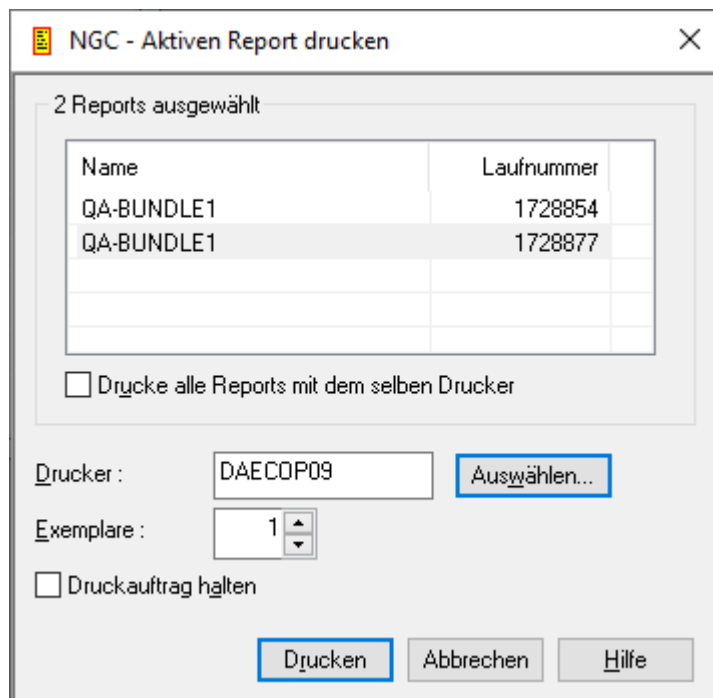 NGC - Aktiven Report drucken
2 Reports ausgewählt
Name Laufnummer
QA-BUNDLE1 1728854
QA-BUNDLE1 1728877
Drucke alle Reports mit dem selben Drucker
Drucker : DAECOP09 Auswählen...
Exemplare : 1
Druckauftrag halten
Drucken Abbrechen Hilfe